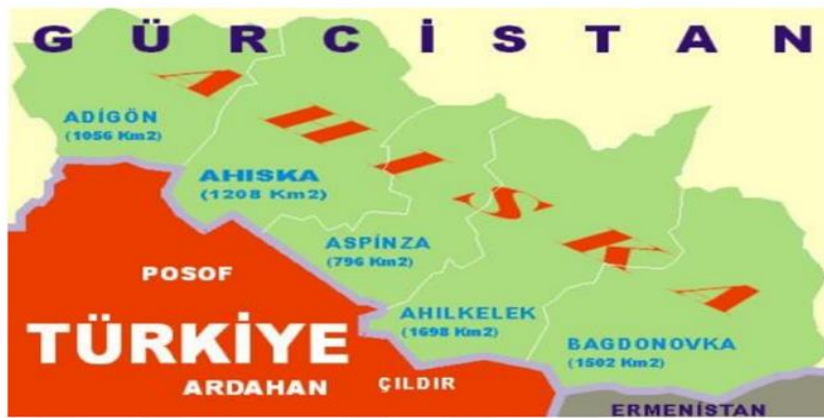 GÜRCİSTAN
AHISKA
ADİGÖN
(1056 Km2)
AHISKA
(1208 Km2)
ASPİNZA
(796 Km2)
POSOF
AHILKELEK
(1698 Km2)
TÜRKİYE
BAGDONOVKA
(1502 Km2)
ARDAHAN
ÇILDIR
ERMENİSTAN